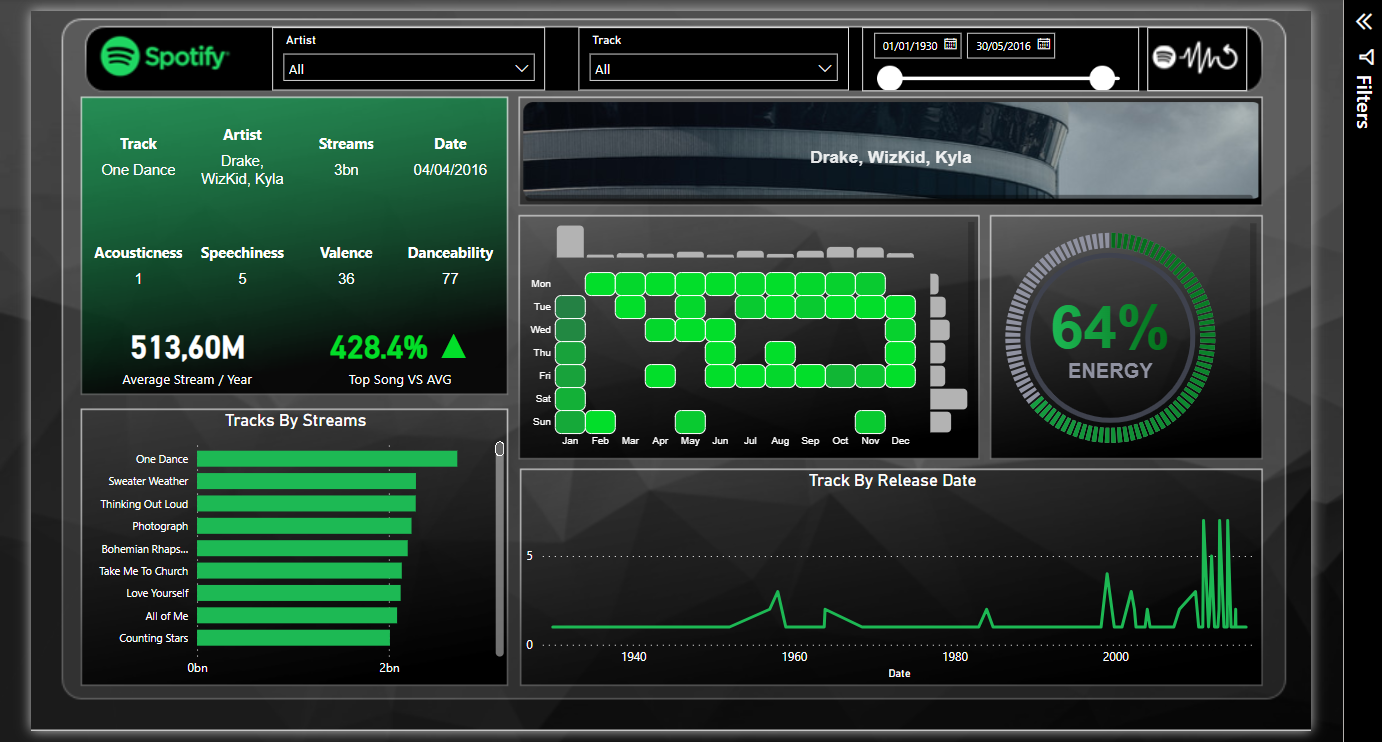 Spotify
Artist
All
Track
All
01/01/1930
30/05/2016
Filters
Track
One Dance
Artist
Drake,
WizKid, Kyla
Streams
3bn
Date
04/04/2016
Acousticness
1
Speechiness
5
Valence
36
Danceability
77
513,60M
Average Stream / Year
428.4%
Top Song VS AVG
Drake, WizKid, Kyla
Mon
Tue
Wed
Thu
Fri
Sat
Sun
Jan Feb Mar Apr May Jun Jul Aug Sep Oct Nov Dec
64%
ENERGY
Tracks By Streams
One Dance
Sweater Weather
Thinking Out Loud
Photograph
Bohemian Rhaps...
Take Me To Church
Love Yourself
All of Me
Counting Stars
0bn 2bn
Track By Release Date
5
0
1940 1960 1980 2000
Date